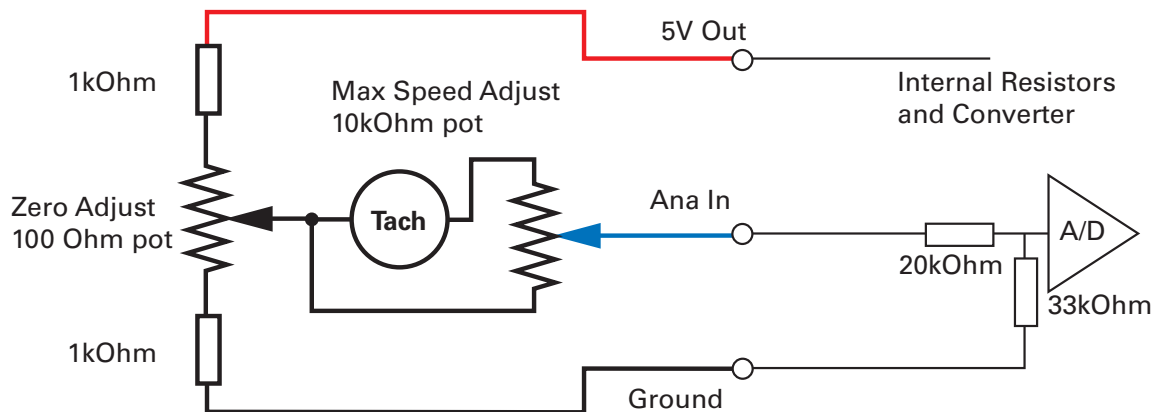 5V Out
1kOhm
Max Speed Adjust
10kOhm pot
Internal Resistors
and Converter
Zero Adjust
100 Ohm pot
Tach
Ana In
A/D
20kOhm
33kOhm
1kOhm
Ground